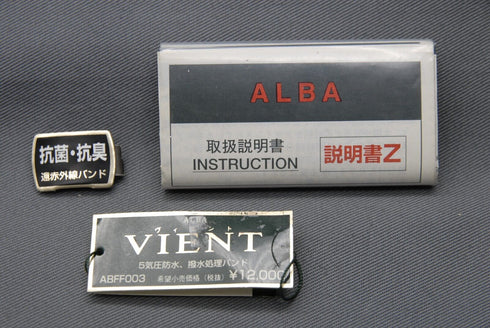 ALBA
取扱説明書
INSTRUCTION
説明書Z
抗菌・抗臭
遠赤外線バンド
ALBA
ヴィエント
VIENT
5気圧防水、撥水処理バンド
ABFF003 希望小売価格(税抜) ¥12,000